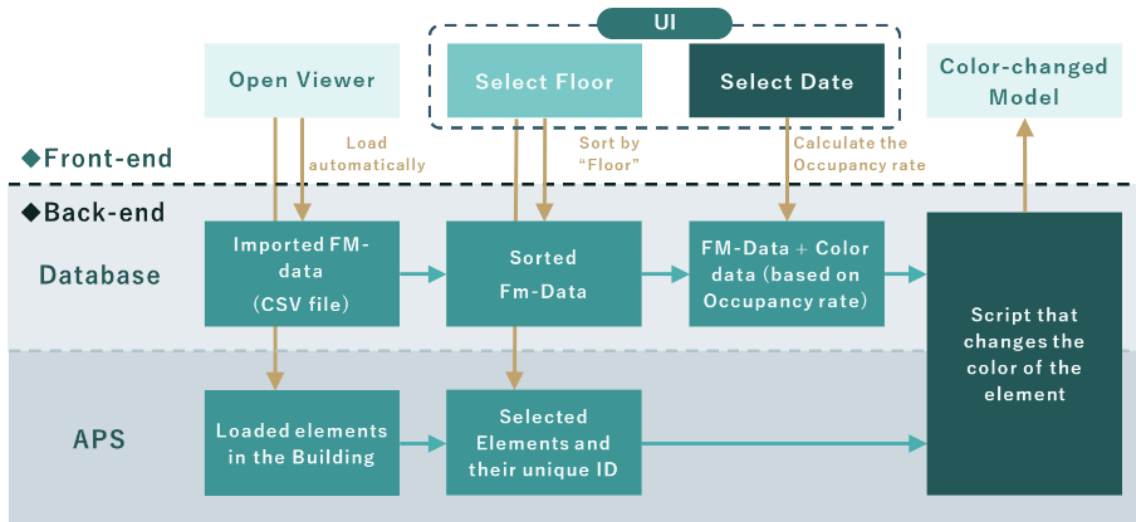 UI
Open Viewer
Select Floor
Select Date
Color-changed
Model
Load
automatically
Sort by
“Floor”
Calculate the
Occupancy rate
◆Front-end
◆Back-end
Database
Imported FM-
data
(CSV file)
Sorted
Fm-Data
FM-Data + Color
data (based on
Occupancy rate)
Script that
changes the
color of the
element
APS
Loaded elements
in the Building
Selected
Elements and
their unique ID